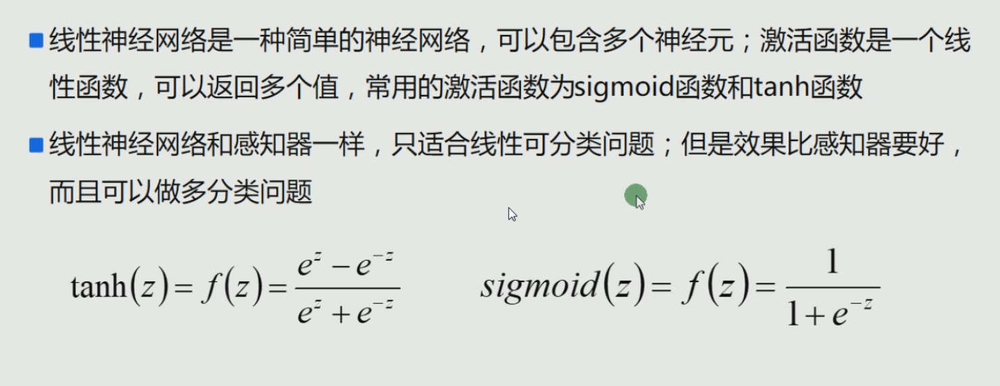 线性神经网络是一种简单的神经网络，可以包含多个神经元；激活函数是一个线
性函数，可以返回多个值，常用的激活函数为sigmoid函数和tanh函数
线性神经网络和感知器一样，只适合线性可分类问题；但是效果比感知器要好，
而且可以做多分类问题
tanh(z) = f(z) = (e^z − e^{−z}) / (e^z + e^{−z})
sigmoid(z) = f(z) = 1 / (1 + e^{−z})